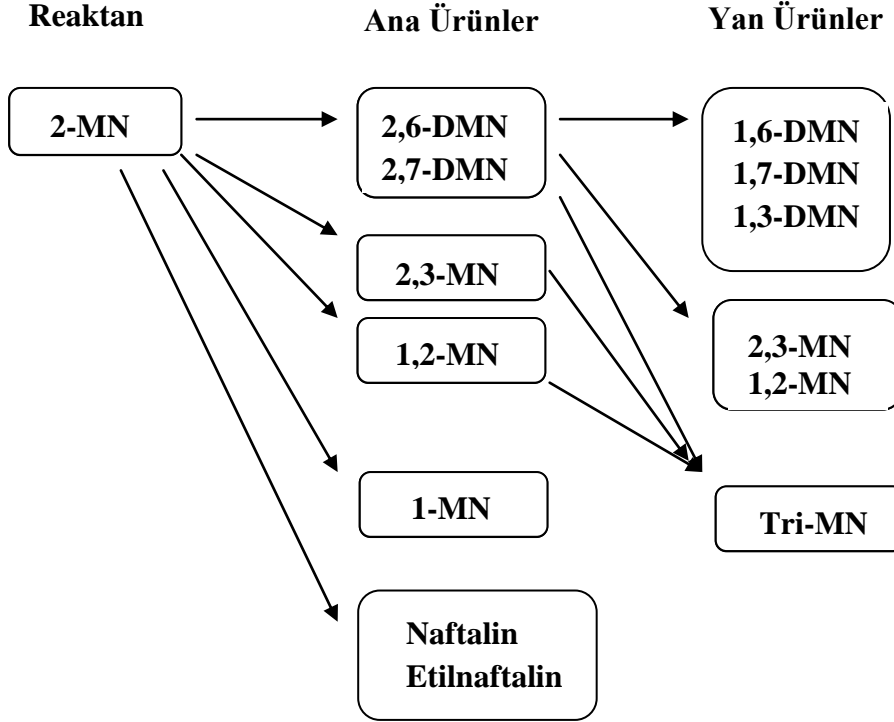 Reaktan
Ana Ürünler
Yan Ürünler
2-MN
2,6-DMN
2,7-DMN
2,3-MN
1,2-MN
1-MN
Naftalin
Etilnaftalin
1,6-DMN
1,7-DMN
1,3-DMN
2,3-MN
1,2-MN
Tri-MN